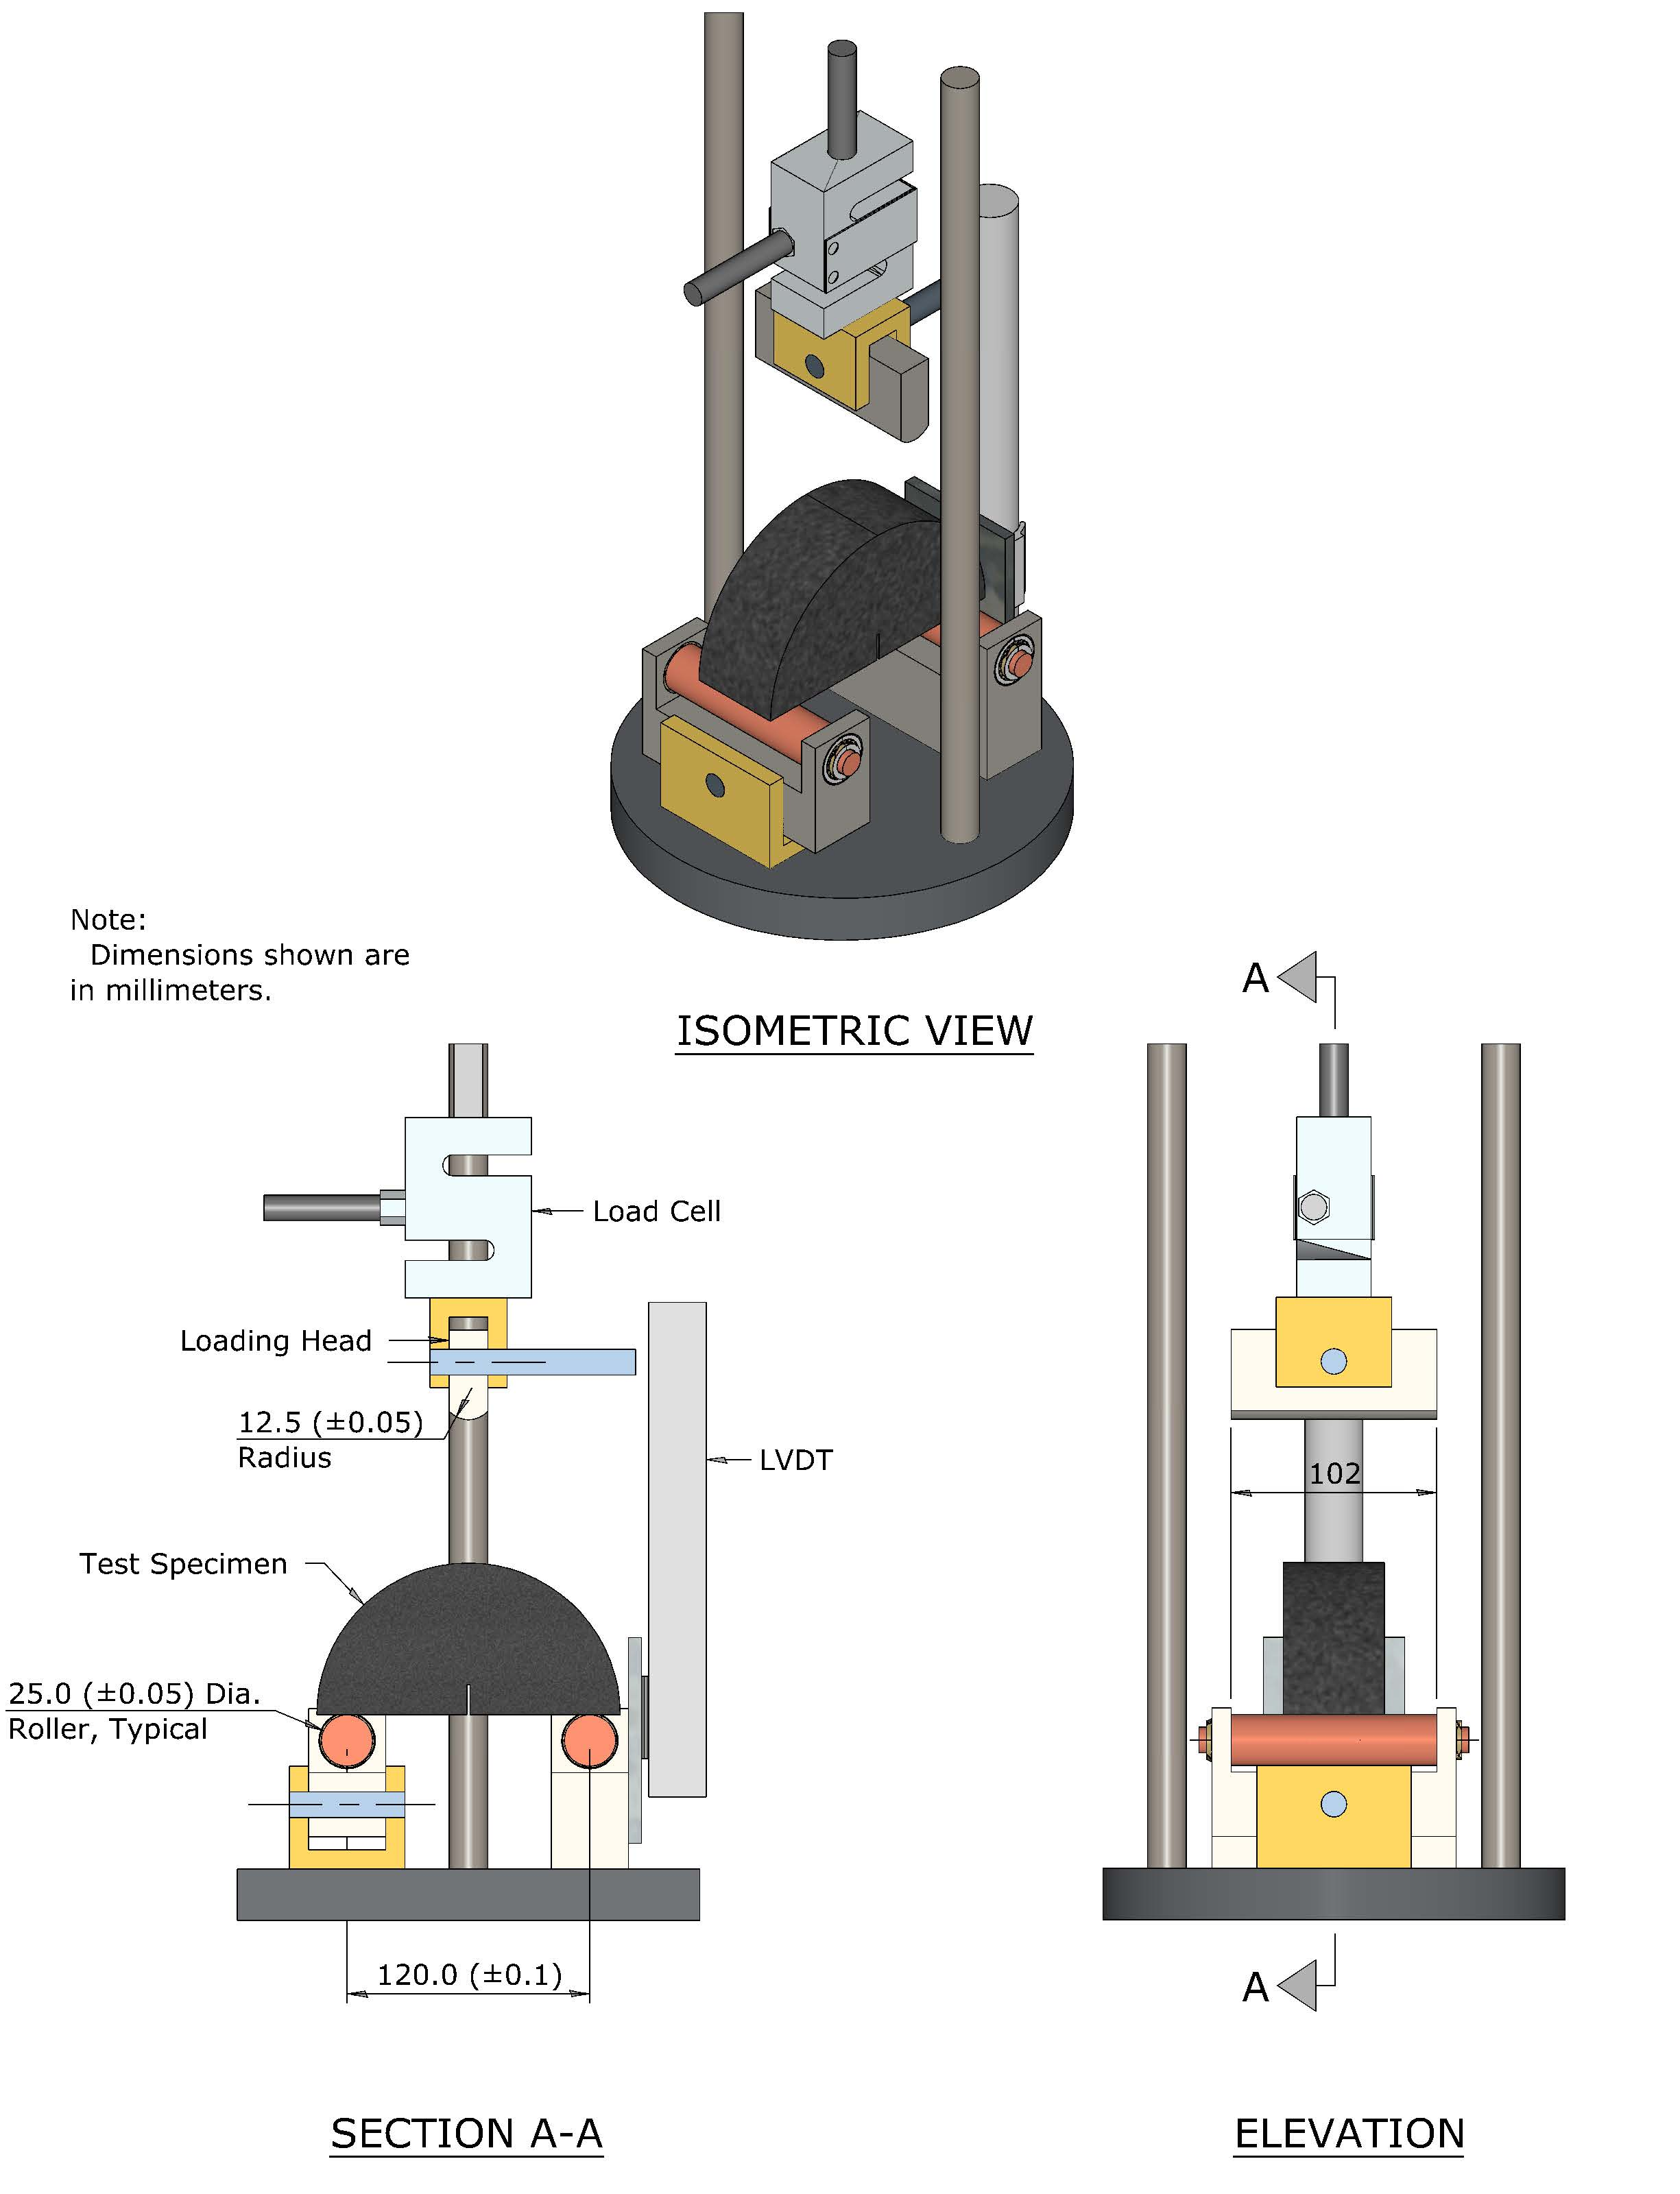 Note:
Dimensions shown are
in millimeters.
ISOMETRIC VIEW
A
Load Cell
Loading Head
12.5 (±0.05)
Radius
LVDT
102
Test Specimen
25.0 (±0.05) Dia.
Roller, Typical
120.0 (±0.1)
A
SECTION A-A
ELEVATION